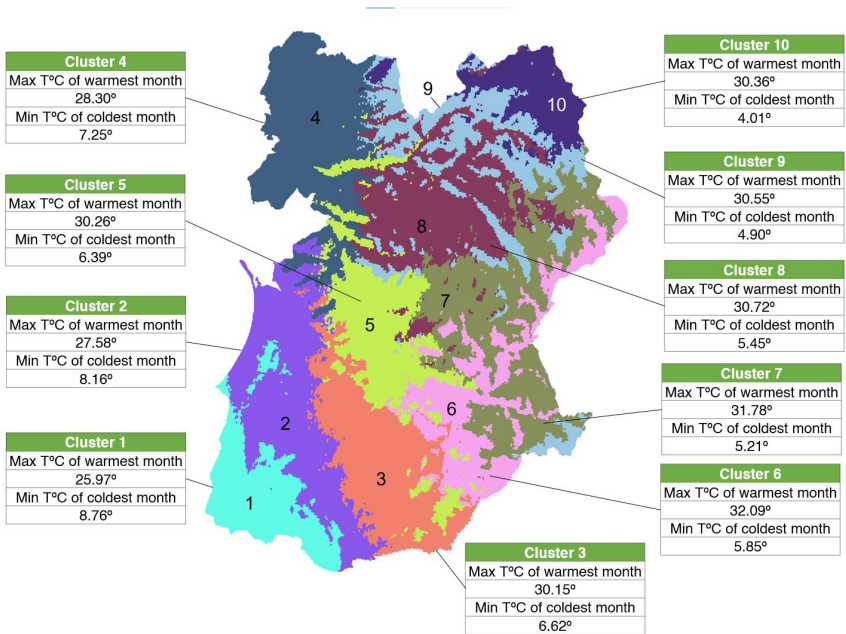 Cluster 4
Max TºC of warmest month
28.30º
Min TºC of coldest month
7.25º
Cluster 5
Max TºC of warmest month
30.26º
Min TºC of coldest month
6.39º
Cluster 2
Max TºC of warmest month
27.58º
Min TºC of coldest month
8.16º
Cluster 1
Max TºC of warmest month
25.97º
Min TºC of coldest month
8.76º
4
9
10
8
7
5
6
2
3
1
Cluster 10
Max TºC of warmest month
30.36º
Min TºC of coldest month
4.01º
Cluster 9
Max TºC of warmest month
30.55º
Min TºC of coldest month
4.90º
Cluster 8
Max TºC of warmest month
30.72º
Min TºC of coldest month
5.45º
Cluster 7
Max TºC of warmest month
31.78º
Min TºC of coldest month
5.21º
Cluster 6
Max TºC of warmest month
32.09º
Min TºC of coldest month
5.85º
Cluster 3
Max TºC of warmest month
30.15º
Min TºC of coldest month
6.62º